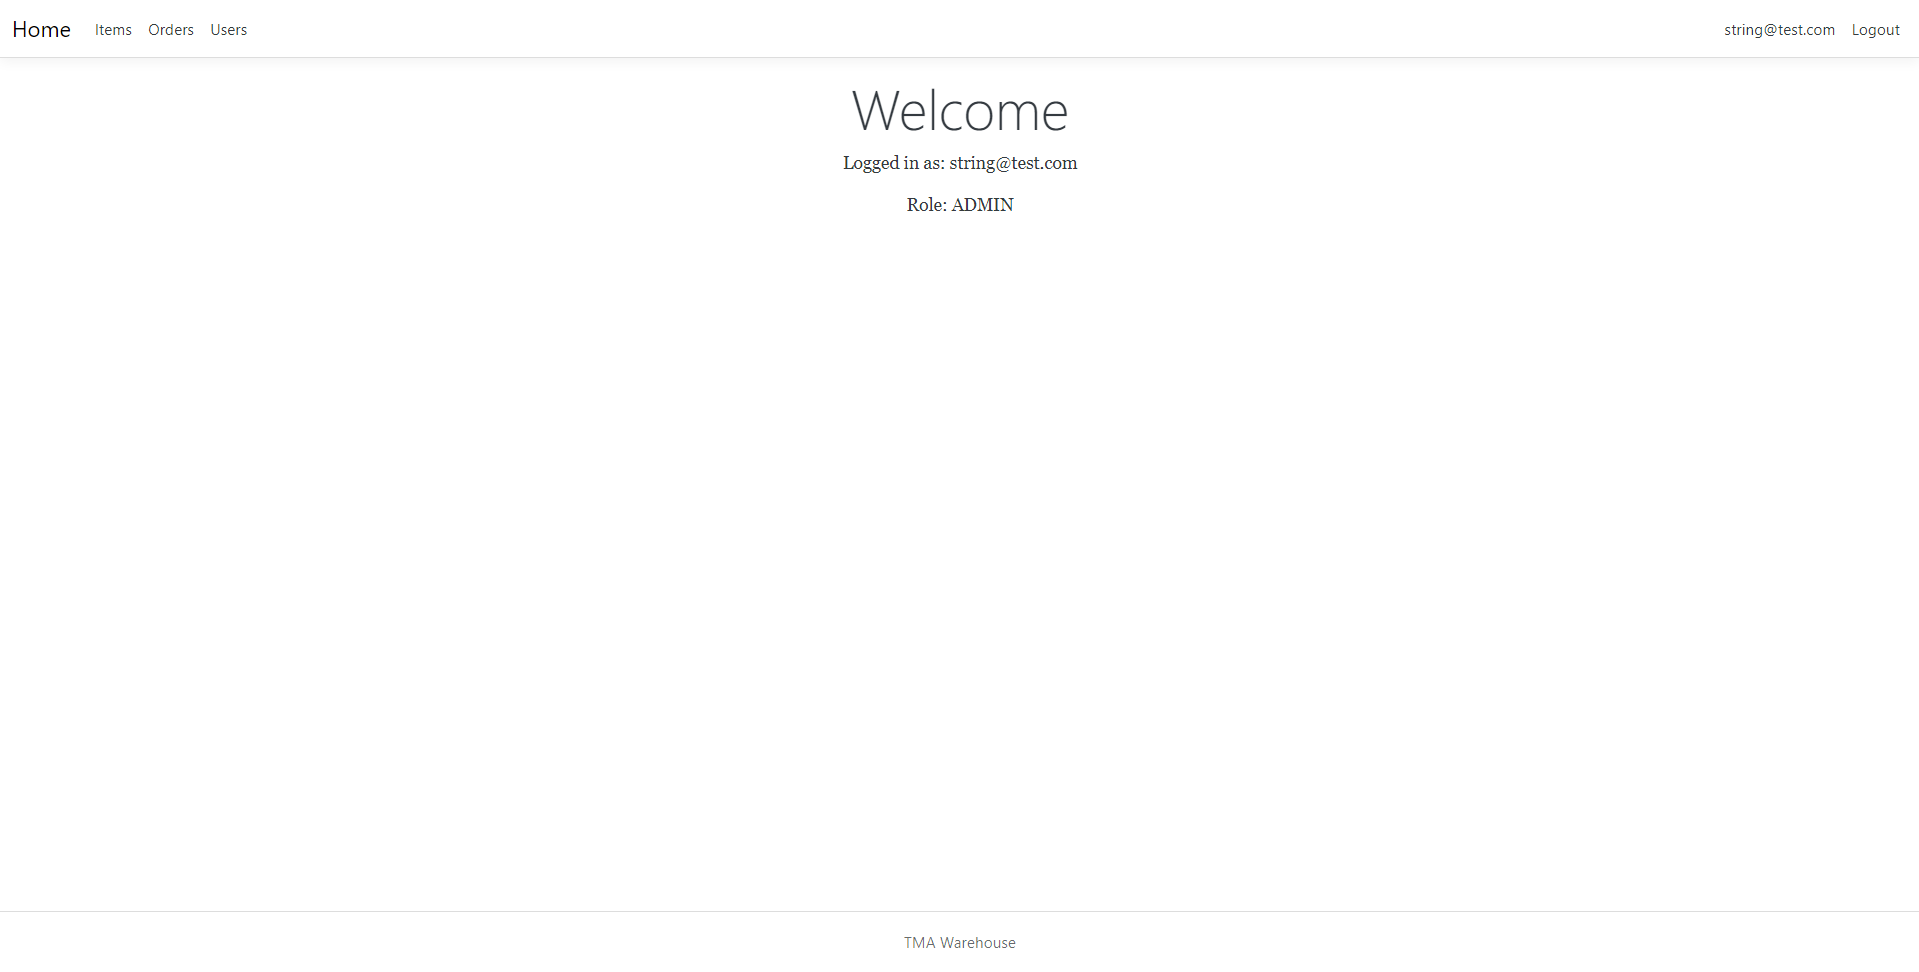 Home Items Orders Users string@test.com Logout
Welcome
Logged in as: string@test.com
Role: ADMIN
TMA Warehouse